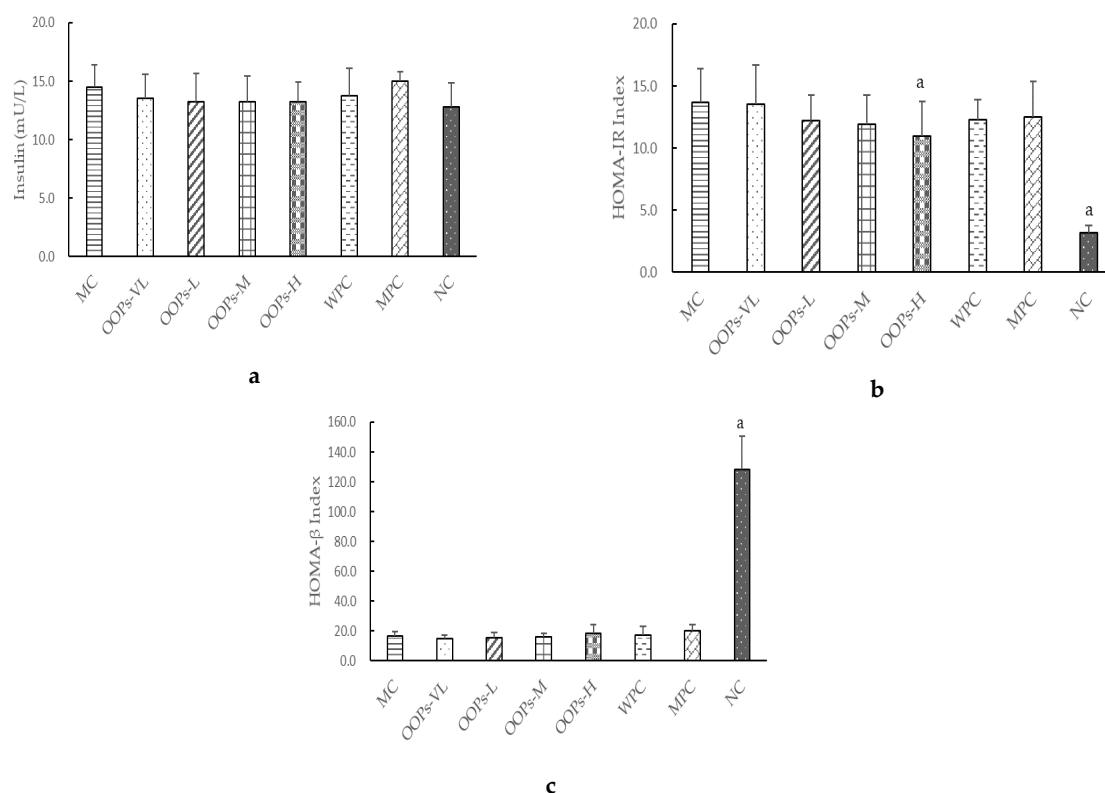 20.0
15.0
10.0
5.0
0.0
Insulin (mU/L)
MC
OOPs-VL
OOPs-L
OOPs-M
OOPs-H
WPC
MPC
NC
a
20.0
15.0
10.0
5.0
0.0
HOMA-IR Index
a
a
MC
OOPs-VL
OOPs-L
OOPs-M
OOPs-H
WPC
MPC
NC
b
160.0
140.0
120.0
100.0
80.0
60.0
40.0
20.0
0.0
HOMA-β Index
a
MC
OOPs-VL
OOPs-L
OOPs-M
OOPs-H
WPC
MPC
NC
c